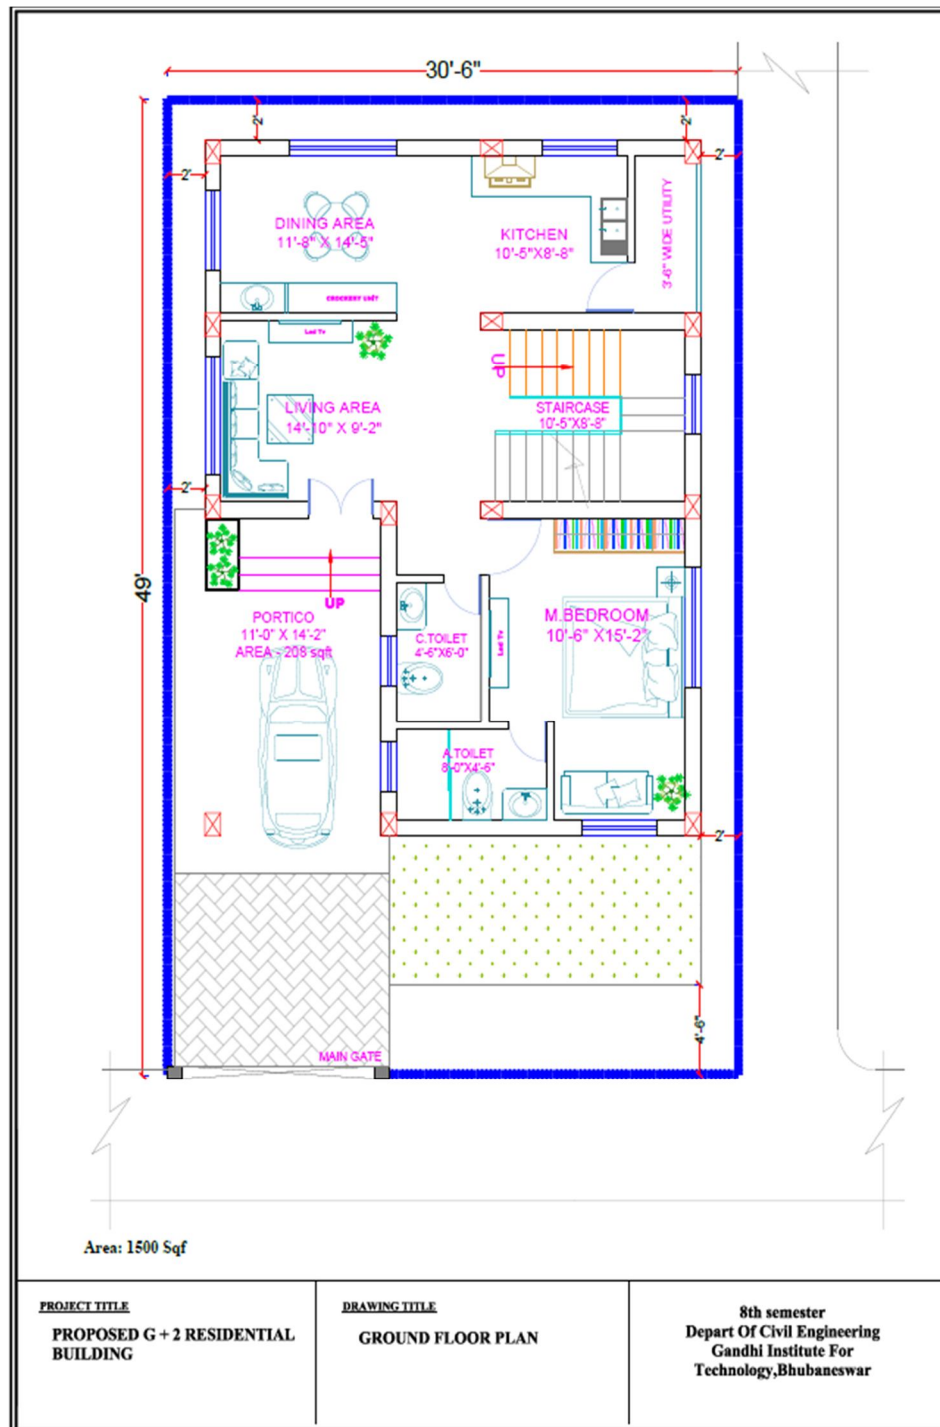 30'-6"
2'
2'
2'
2'
DINING AREA
11'-8" X 14'-5"
KITCHEN
10'-5"X8'-8"
3'-6" WIDE UTILITY
CROCKERY UNIT
Led Tv
UP
LIVING AREA
14'-10" X 9'-2"
STAIRCASE
10'-5"X8'-8"
2'
49'
UP
PORTICO
11'-0" X 14'-2"
AREA - 208 sqft
C.TOILET
4'-6"X6'-0"
Led Tv
M.BEDROOM
10'-6" X15'-2"
A.TOILET
8'-0"X4'-6"
2'
4'-6"
MAIN GATE
Area: 1500 Sqf
PROJECT TITLE
PROPOSED G + 2 RESIDENTIAL
BUILDING
DRAWING TITLE
GROUND FLOOR PLAN
8th semester
Depart Of Civil Engineering
Gandhi Institute For
Technology,Bhubaneswar